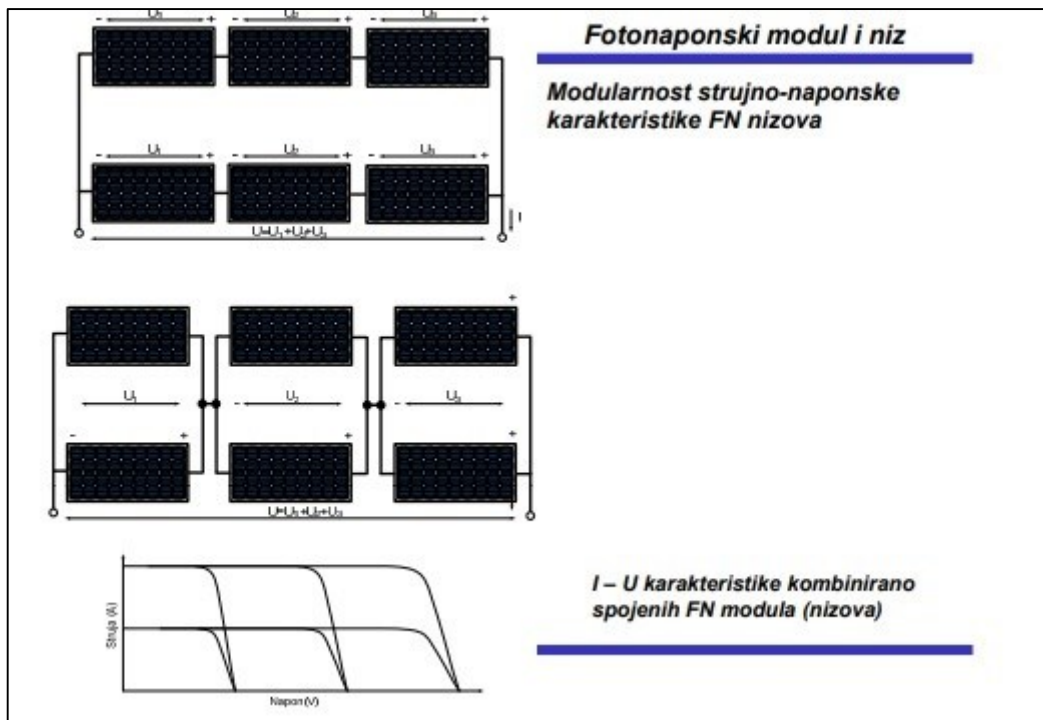 U₁ U₂ U₃
- + - + - +
Fotonaponski modul i niz
Modularnost strujno-naponske
karakteristike FN nizova
U₁ U₂ U₃
- + - + - +
I
U=U₁+U₂+U₃
+
U₁ U₂ U₃
- -
- + + +
U=U₁+U₂+U₃
Struja (A)
Napon(V)
I – U karakteristike kombinirano
spojenih FN modula (nizova)